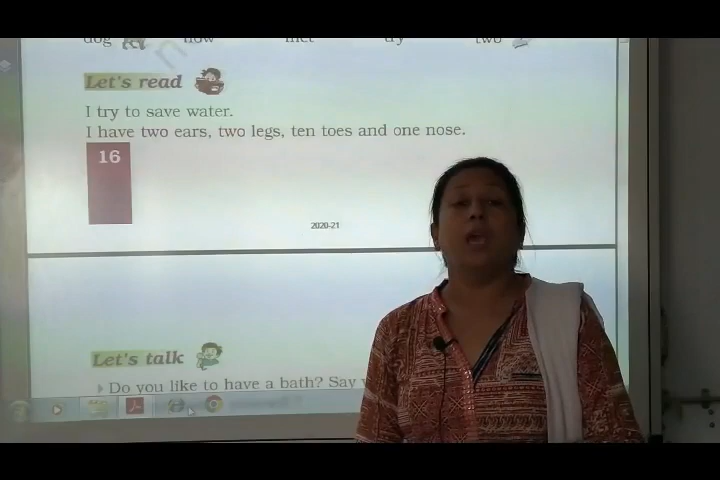 dog now met try two
Let's read
I try to save water.
I have two ears, two legs, ten toes and one nose.
16
2020-21
Let's talk
Do you like to have a bath? Say